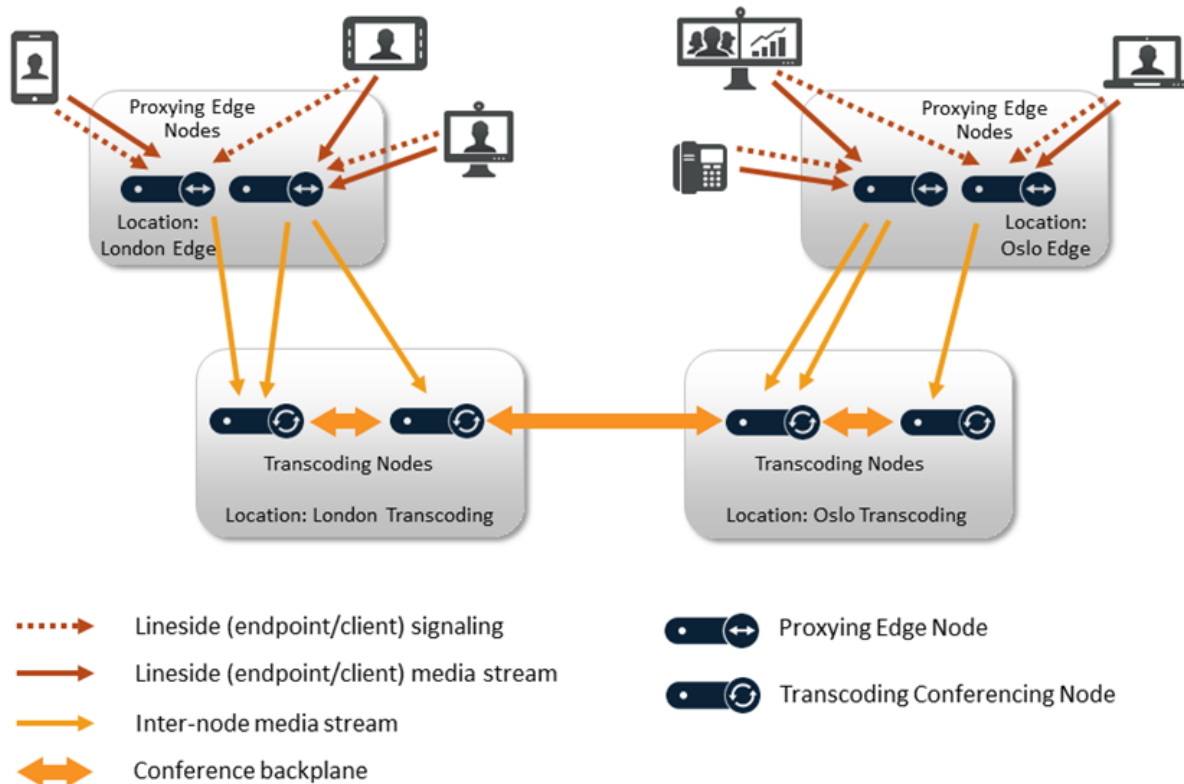 Proxying Edge
Nodes
Location:
London Edge
Proxying Edge
Nodes
Location:
Oslo Edge
Transcoding Nodes
Location: London Transcoding
Transcoding Nodes
Location: Oslo Transcoding
Lineside (endpoint/client) signaling
Lineside (endpoint/client) media stream
Inter-node media stream
Conference backplane
Proxying Edge Node
Transcoding Conferencing Node